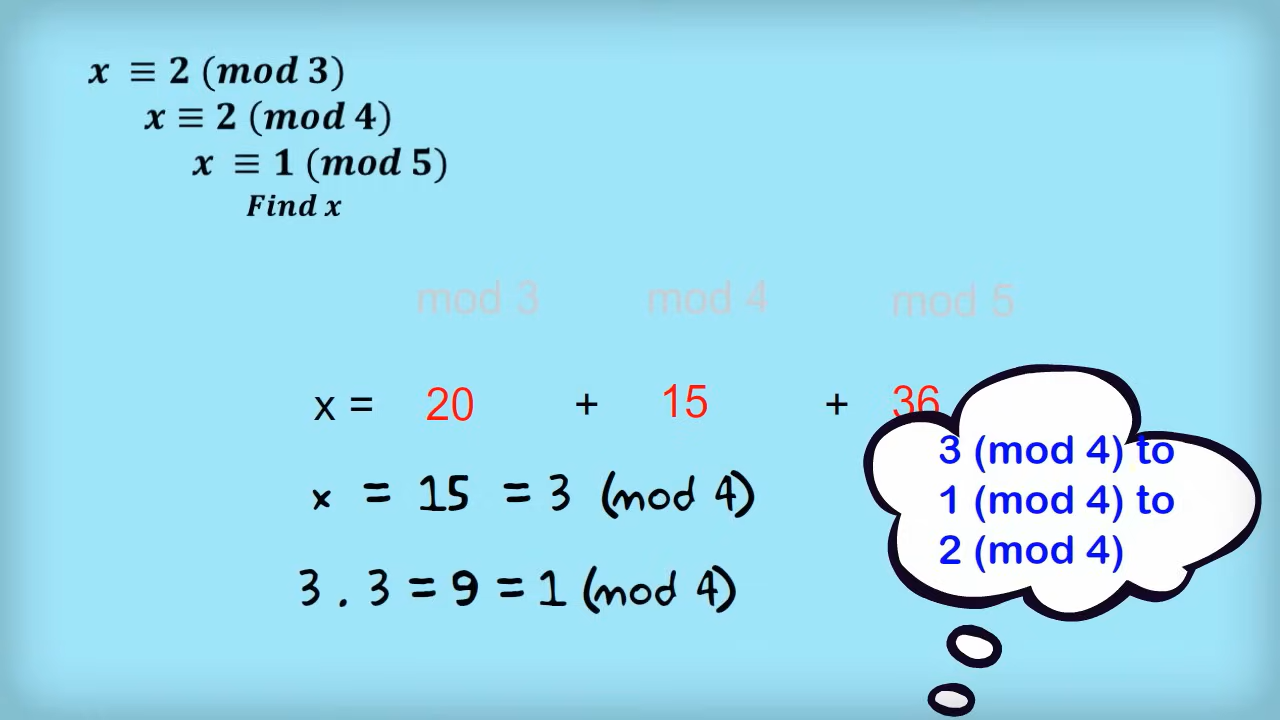 x ≡ 2 (mod 3)
x ≡ 2 (mod 4)
x ≡ 1 (mod 5)
Find x
mod 3 mod 4 mod 5
x = 20 + 15 + 36
x = 15 = 3 (mod 4)
3 . 3 = 9 = 1 (mod 4)
3 (mod 4) to
1 (mod 4) to
2 (mod 4)